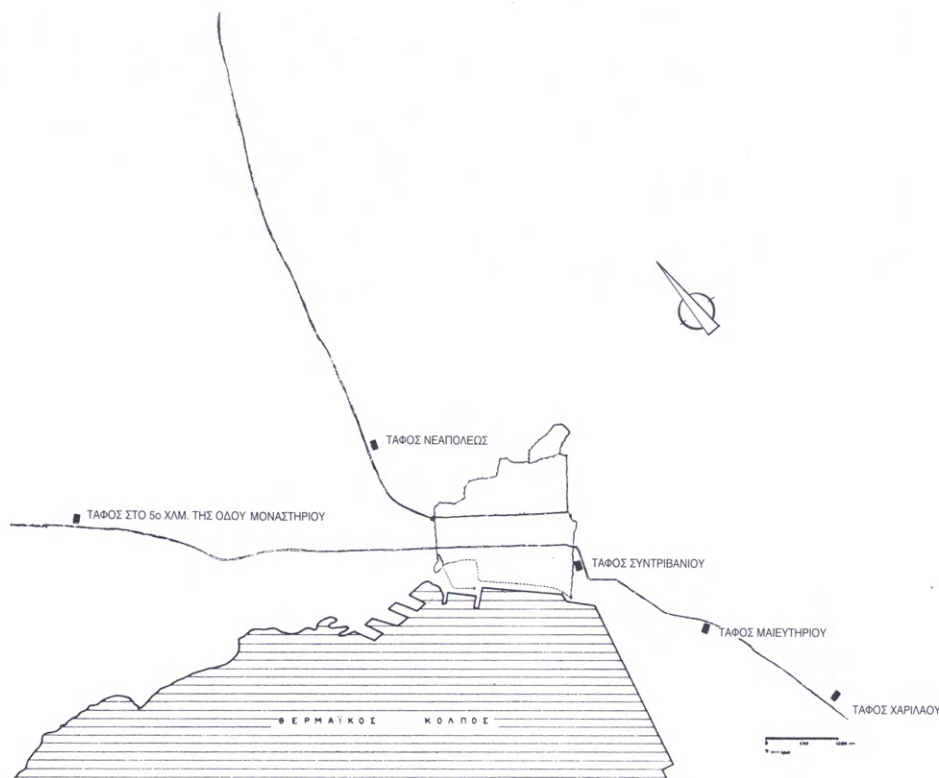 ΤΑΦΟΣ ΝΕΑΠΟΛΕΩΣ
ΤΑΦΟΣ ΣΤΟ 5ο ΧΛΜ. ΤΗΣ ΟΔΟΥ ΜΟΝΑΣΤΗΡΙΟΥ
ΤΑΦΟΣ ΣΥΝΤΡΙΒΑΝΙΟΥ
ΤΑΦΟΣ ΜΑΙΕΥΤΗΡΙΟΥ
ΤΑΦΟΣ ΧΑΡΙΛΑΟΥ
ΘΕΡΜΑΪΚΟΣ ΚΟΛΠΟΣ